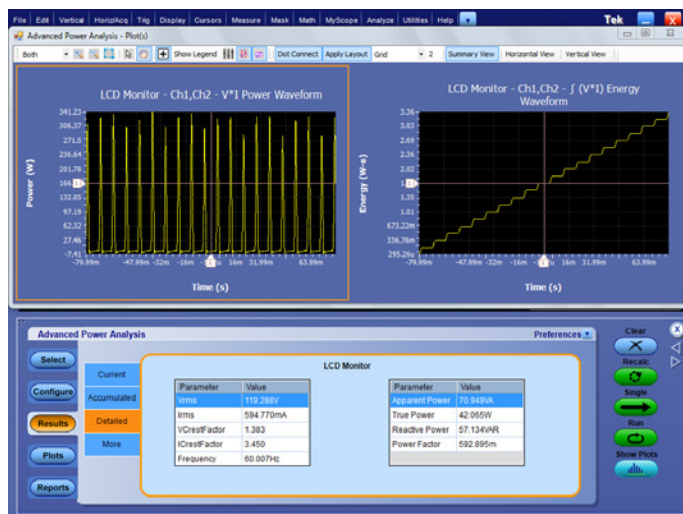 File Edit Vertical Horiz/Acq Trig Display Cursors Measure Mask Math MyScope Analyze Utilities Help Tek
Advanced Power Analysis - Plot(s)
Both Show Legend Dot Connect Apply Layout Grid 2 Summary View Horizontal View Vertical View
LCD Monitor - Ch1,Ch2 - V*I Power Waveform
Power (W)
341.23
306.37
271.5
236.64
201.78
132.05
97.19
62.32
27.46
-7.41
-79.99m -47.99m -32m -16m 16m 31.99m 63.99m
Time (s)
LCD Monitor - Ch1,Ch2 - ∫ (V*I) Energy
Waveform
Energy (W-s)
3.36
3.03
2.69
2.36
2.02
1.35
1.01
673.22m
336.76m
295.26u
-79.99m -47.99m -32m -16m 16m 31.99m 63.99m
Time (s)
Advanced Power Analysis
Preferences
Select
Configure
Results
Plots
Reports
Current
Accumulated
Detailed
More
LCD Monitor
Parameter Value
Vrms 119.288V
Irms 594.770mA
VCrestFactor 1.383
ICrestFactor 3.450
Frequency 60.007Hz
Parameter Value
Apparent Power 70.949VA
True Power 42.065W
Reactive Power 57.134VAR
Power Factor 592.895m
Clear
Recalc
Single
Run
Show Plots